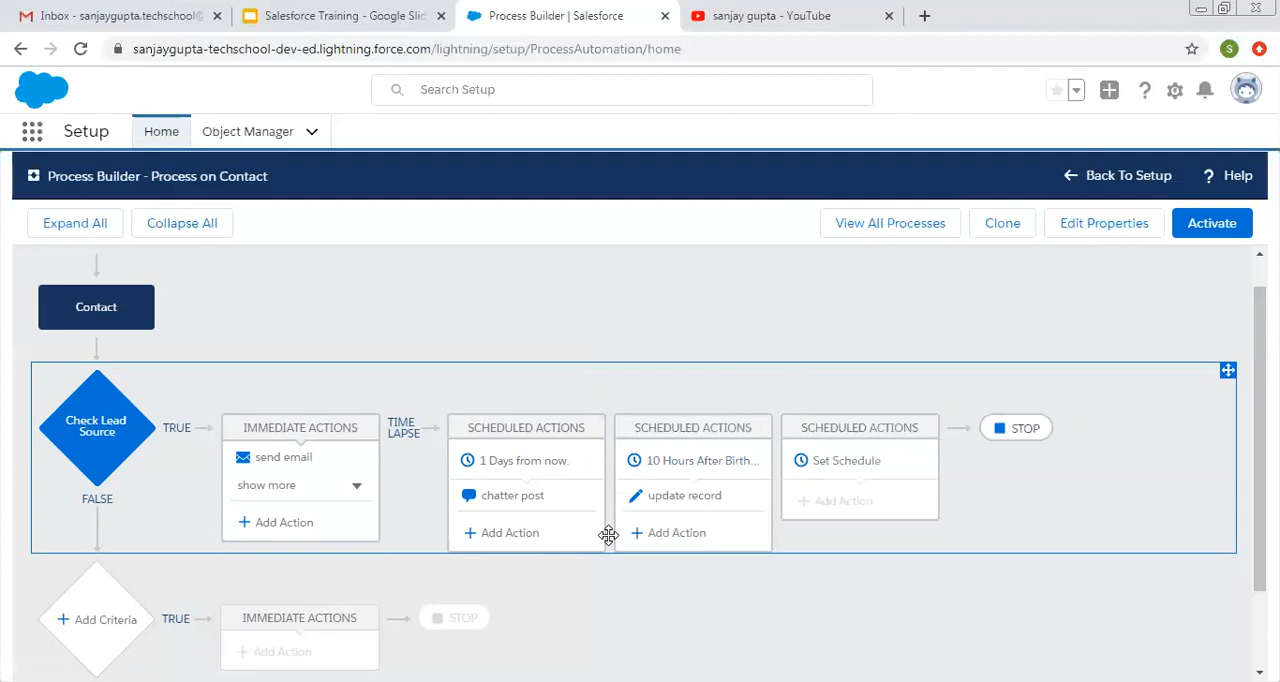 Inbox - sanjaygupta.techschool@
Salesforce Training - Google Slid
Process Builder | Salesforce
sanjay gupta - YouTube
sanjaygupta-techschool-dev-ed.lightning.force.com/lightning/setup/ProcessAutomation/home
S
Search Setup
Setup
Home
Object Manager
Process Builder - Process on Contact
Back To Setup
? Help
Expand All
Collapse All
View All Processes
Clone
Edit Properties
Activate
Contact
Check Lead
Source
TRUE
FALSE
IMMEDIATE ACTIONS
send email
show more
+ Add Action
TIME
LAPSE
SCHEDULED ACTIONS
1 Days from now.
chatter post
+ Add Action
SCHEDULED ACTIONS
10 Hours After Birth...
update record
+ Add Action
SCHEDULED ACTIONS
Set Schedule
+ Add Action
STOP
+ Add Criteria
TRUE
IMMEDIATE ACTIONS
+ Add Action
STOP